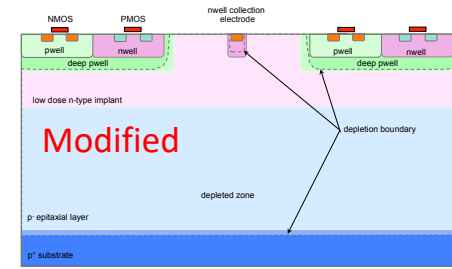 nwell collection
electrode
NMOS
PMOS
pwell
nwell
deep pwell
pwell
nwell
deep pwell
low dose n-type implant
Modified
depletion boundary
depleted zone
p- epitaxial layer
p+ substrate